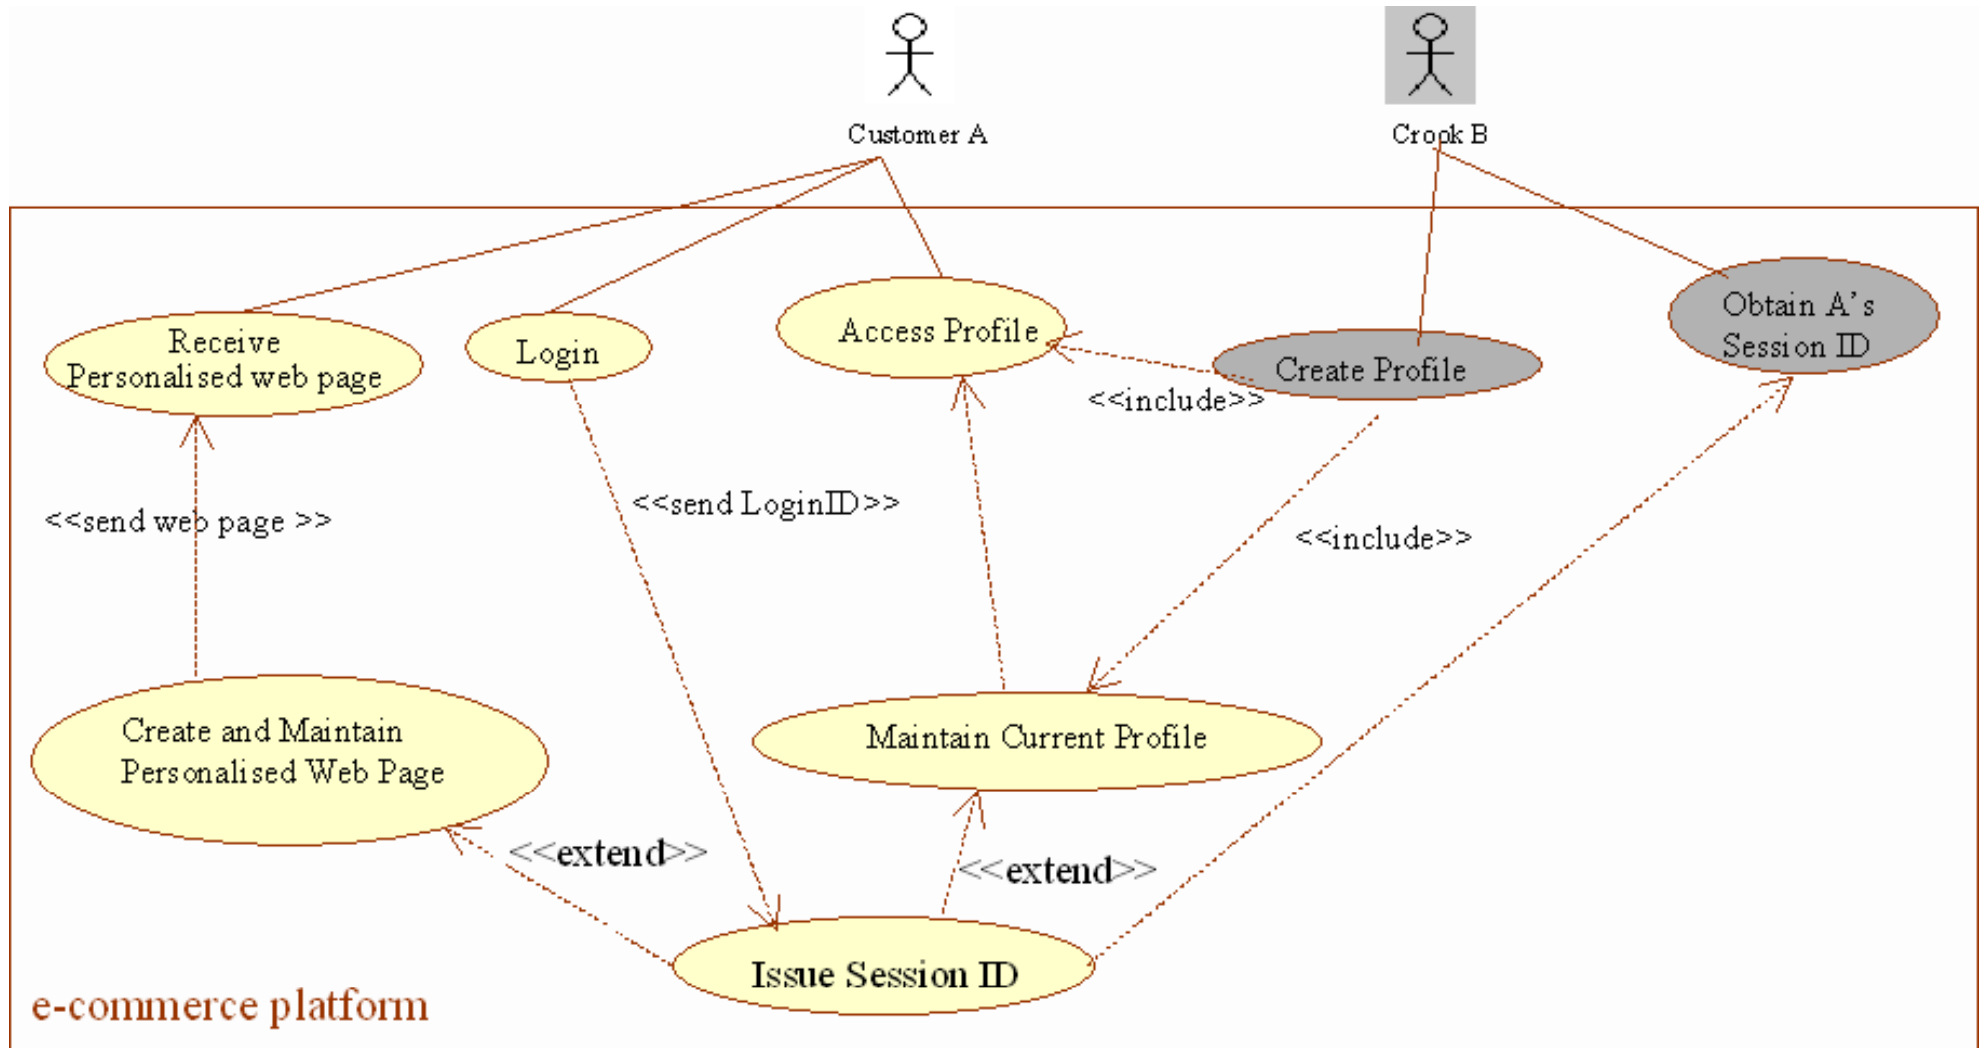 Customer A
Crook B
Receive
Personalised web page
Login
Access Profile
Create Profile
Obtain A's
Session ID
<<include>>
<<send web page >>
<<send LoginID>>
<<include>>
Create and Maintain
Personalised Web Page
Maintain Current Profile
<<extend>>
<<extend>>
Issue Session ID
e-commerce platform